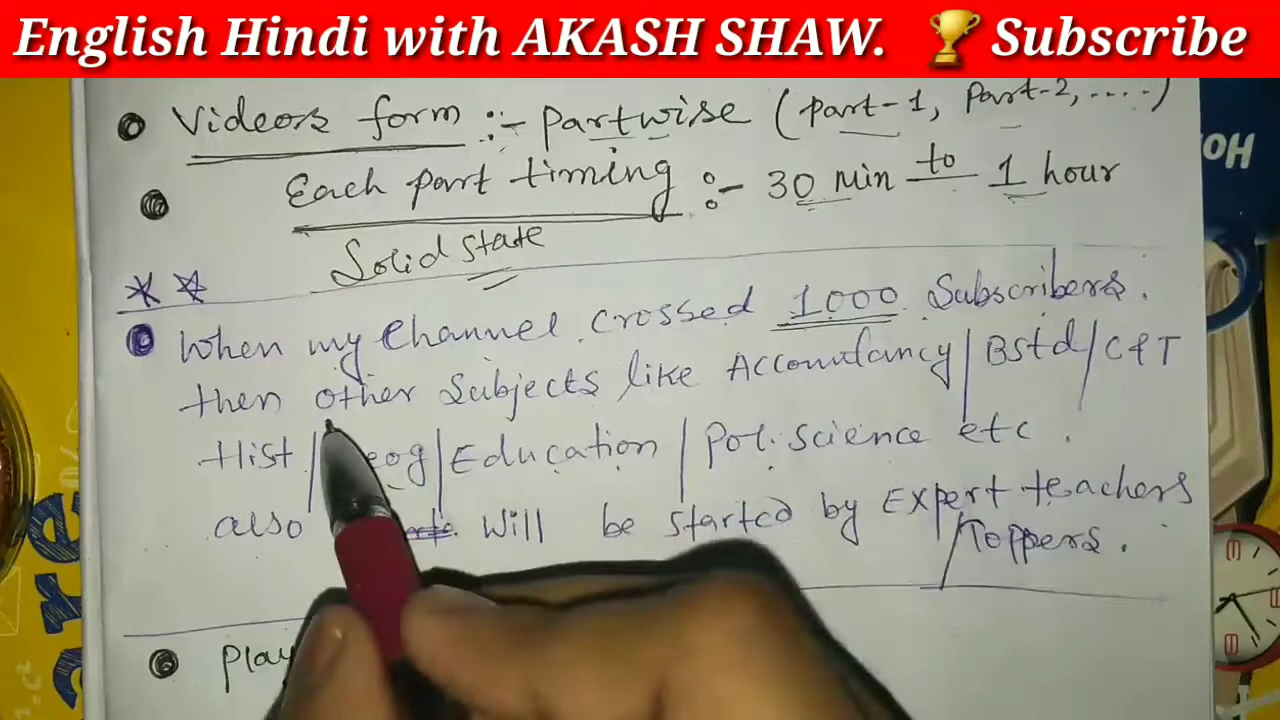 English Hindi with AKASH SHAW. 🏆 Subscribe
Videos form :- Partwise (Part-1, Part-2, ....)
Each part timing :- 30 Min to 1 hour
Solid state
When my channel crossed 1000 Subscribers.
then other Subjects like Accountancy/Bstd/C&T
Hist/Geog/Education/Pol. Science etc.
also will be started by Expert teachers
/Toppers.
Play
are